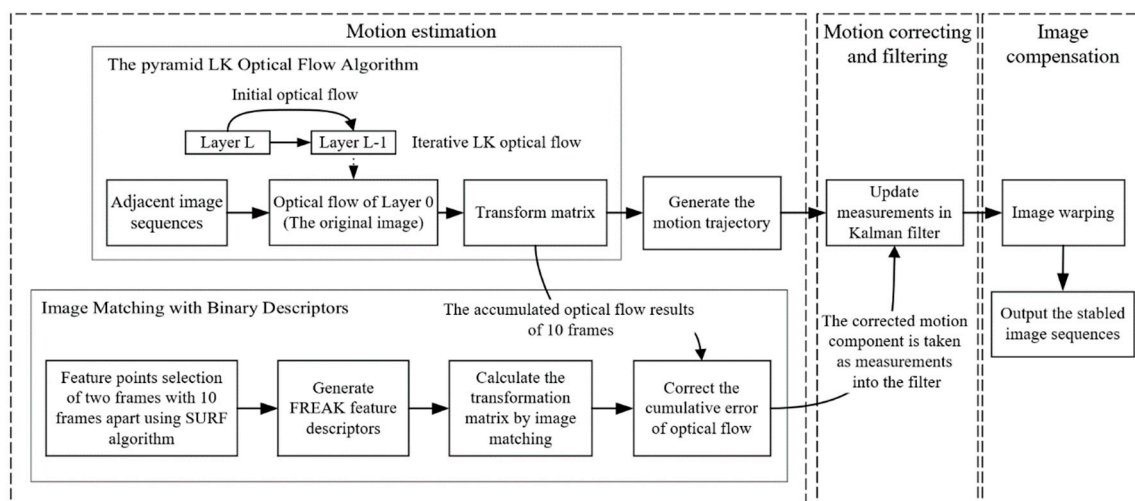 Motion estimation
Motion correcting
and filtering
Image
compensation
The pyramid LK Optical Flow Algorithm
Initial optical flow
Layer L
Layer L-1
Iterative LK optical flow
Adjacent image
sequences
Optical flow of Layer 0
(The original image)
Transform matrix
Generate the
motion trajectory
Update
measurements in
Kalman filter
Image warping
Image Matching with Binary Descriptors
The accumulated optical flow results
of 10 frames
The corrected motion
component is taken
as measurements
into the filter
Output the stabled
image sequences
Feature points selection
of two frames with 10
frames apart using SURF
algorithm
Generate
FREAK feature
descriptors
Calculate the
transformation
matrix by image
matching
Correct the
cumulative error
of optical flow